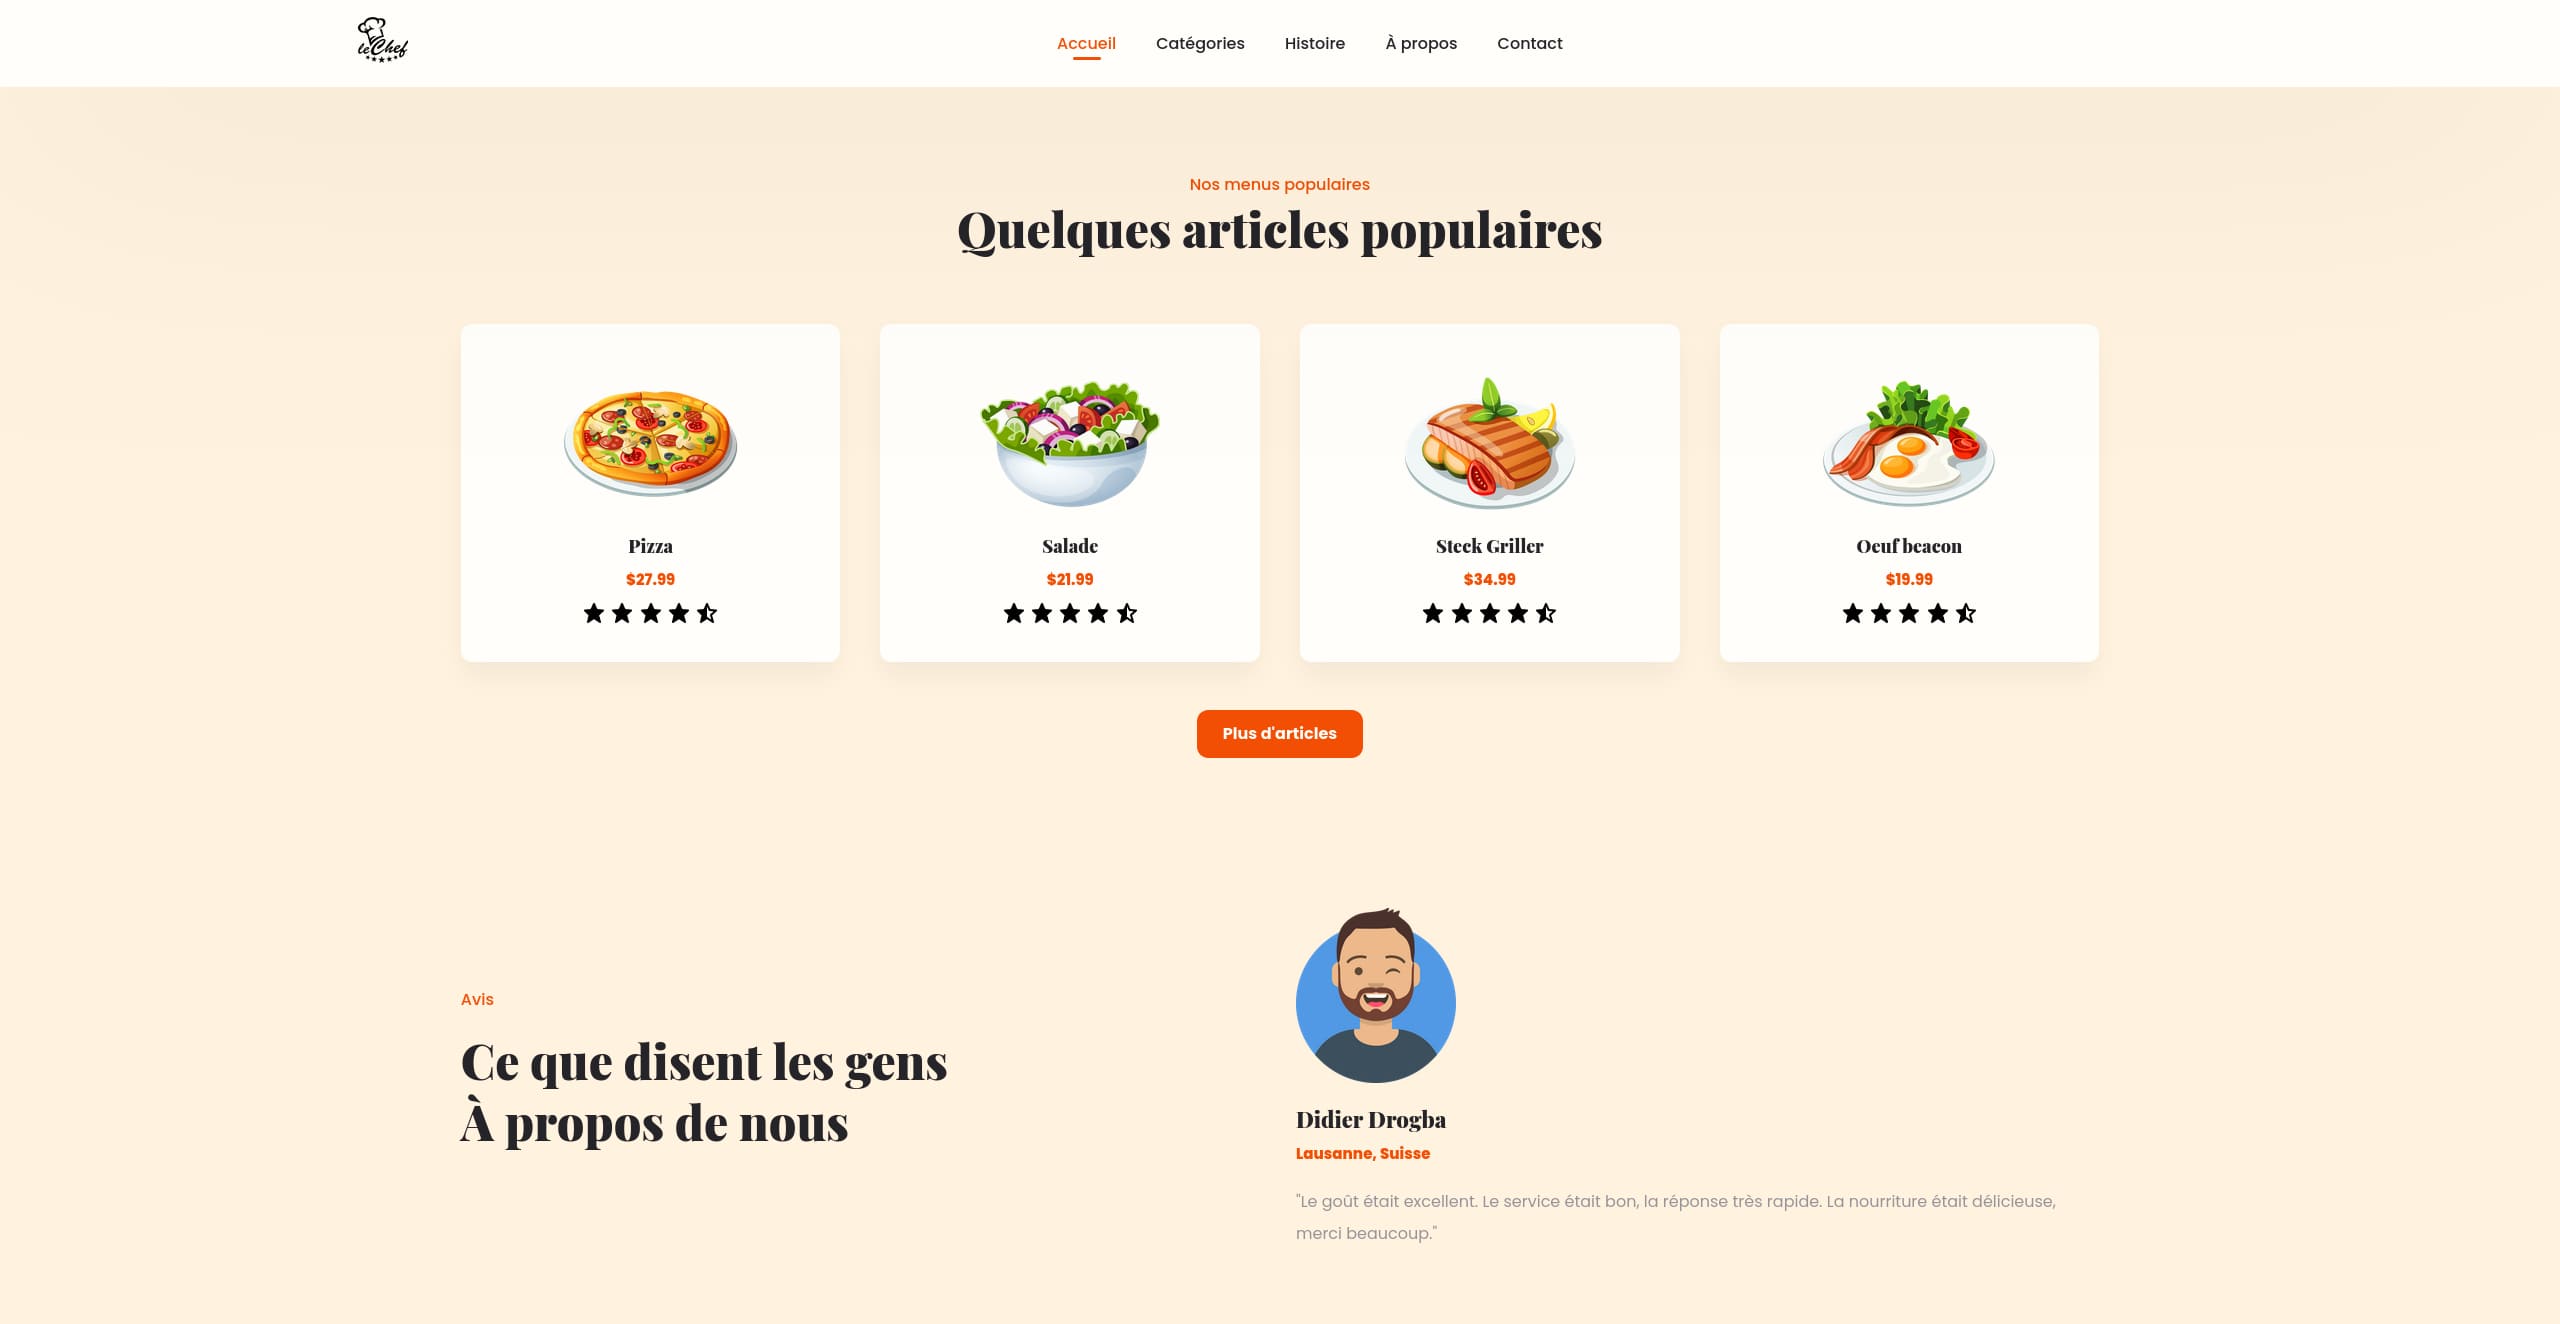 leChef
Accueil Catégories Histoire À propos Contact
Nos menus populaires
Quelques articles populaires
Pizza
$27.99
Salade
$21.99
Steck Griller
$34.99
Oeuf beacon
$19.99
Plus d'articles
Avis
Ce que disent les gens
À propos de nous
Didier Drogba
Lausanne, Suisse
"Le goût était excellent. Le service était bon, la réponse très rapide. La nourriture était délicieuse,
merci beaucoup."